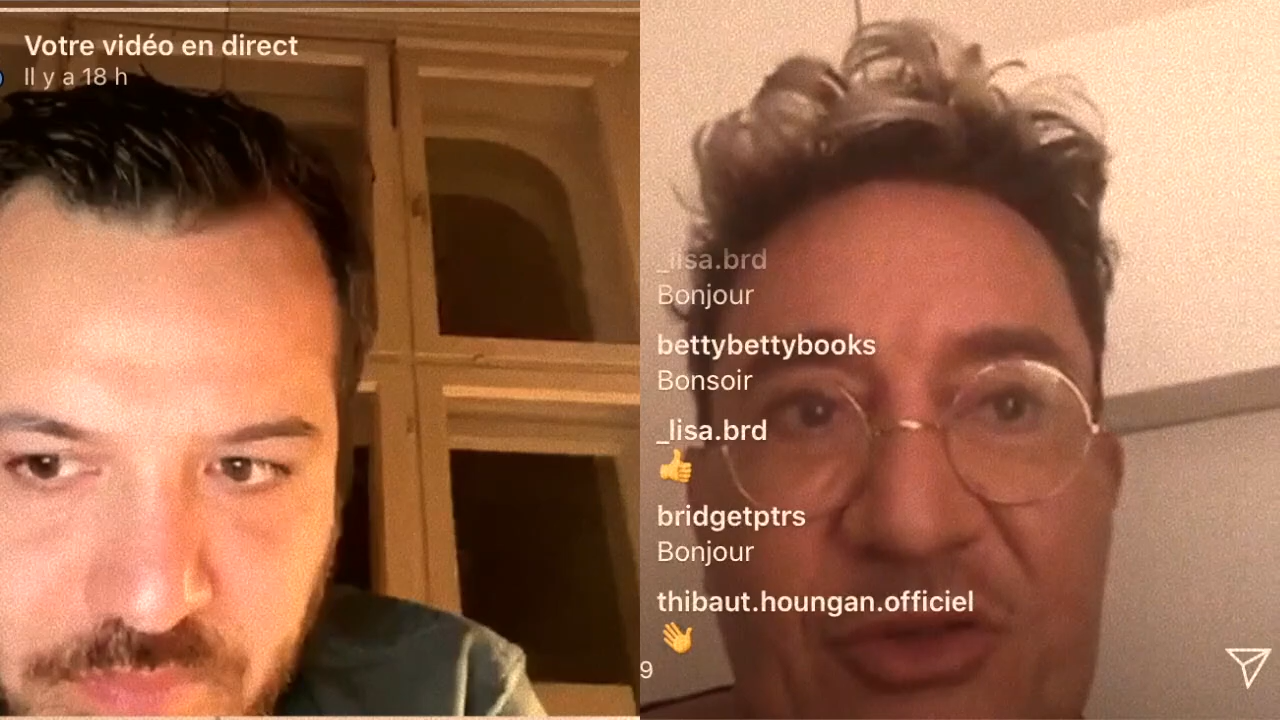 Votre vidéo en direct
Il y a 18 h
_lisa.brd
Bonjour
bettybettybooks
Bonsoir
_lisa.brd
👍
bridgetptrs
Bonjour
thibaut.houngan.officiel
👋
9